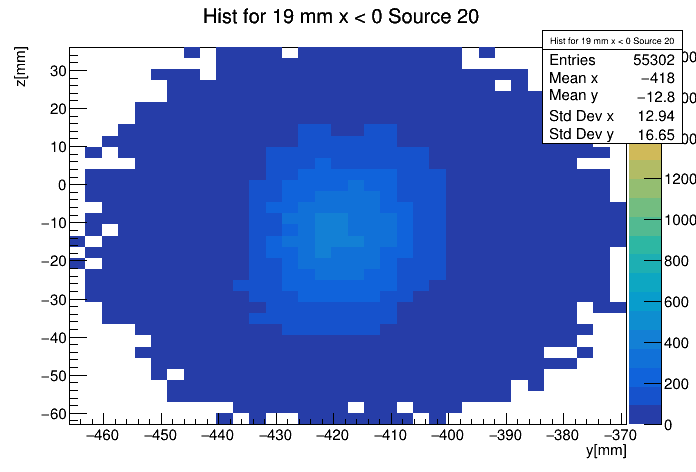 Hist for 19 mm x < 0 Source 20
z[mm]
Hist for 19 mm x < 0 Source 20
Entries 55302
Mean x −418
Mean y −12.8
Std Dev x 12.94
Std Dev y 16.65
30
20
10
0
−10
−20
−30
−40
−50
−60
1200
1000
800
600
400
200
0
−460 −450 −440 −430 −420 −410 −400 −390 −380 −370
y[mm]